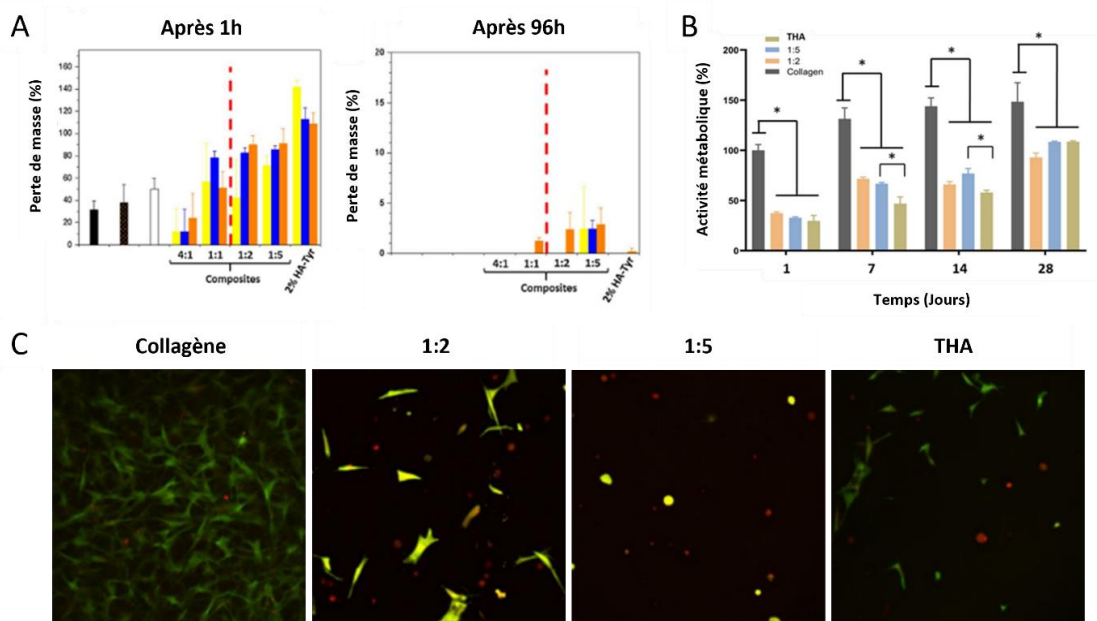 A
Après 1h
Perte de masse (%)
160
140
120
100
80
60
40
20
0
4:1
1:1
1:2
1:5
2% HA-Tyr
Composites
Après 96h
Perte de masse (%)
20
15
10
5
0
4:1
1:1
1:2
1:5
2% HA-Tyr
Composites
B
THA
1:5
1:2
Collagen
Activité métabolique (%)
200
150
100
50
0
*
*
*
*
*
*
1
7
14
28
Temps (Jours)
C
Collagène
1:2
1:5
THA